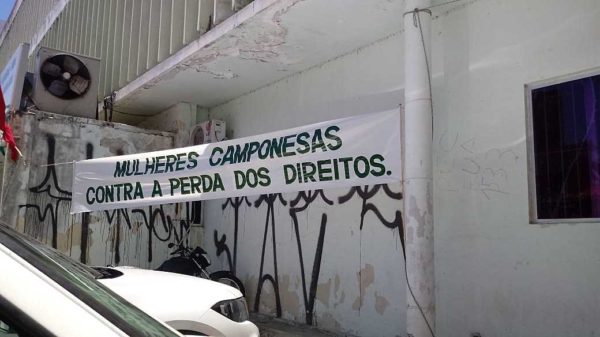 MULHERES CAMPONESAS
CONTRA A PERDA DOS DIREITOS.